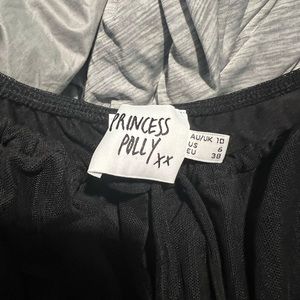 PRINCESS
POLLY xx
AU/UK 10
US 6
EU 38